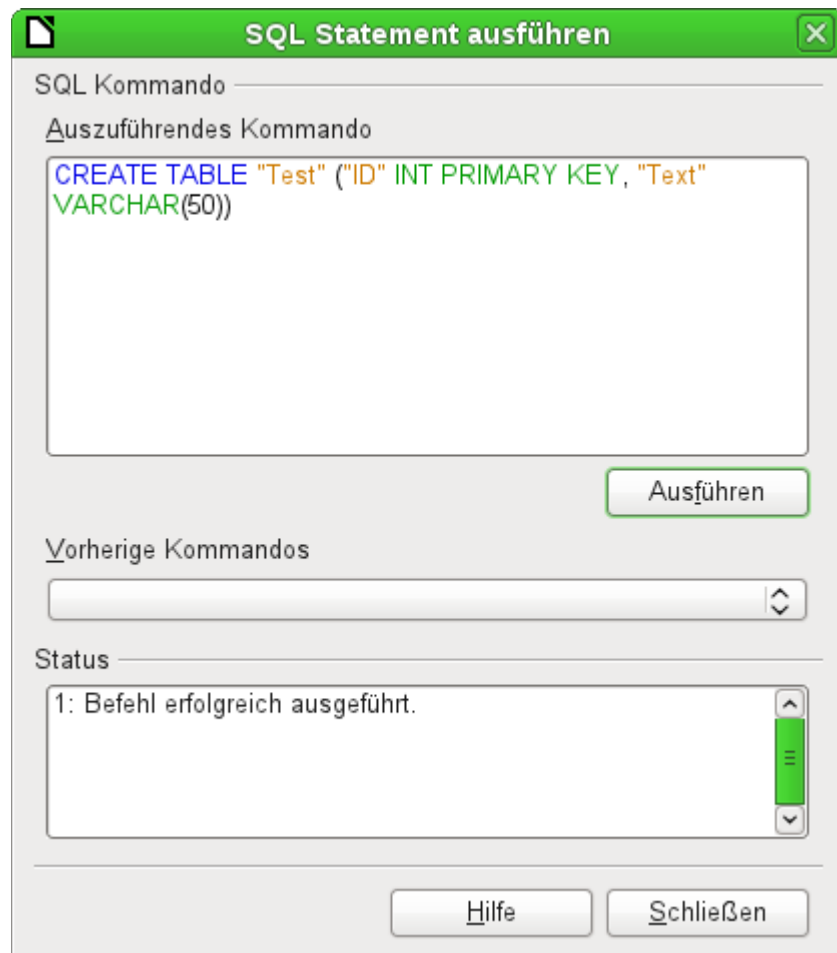 SQL Statement ausführen
SQL Kommando
Auszuführendes Kommando
CREATE TABLE "Test" ("ID" INT PRIMARY KEY, "Text"
VARCHAR(50))
Ausführen
Vorherige Kommandos
Status
1: Befehl erfolgreich ausgeführt.
Hilfe
Schließen